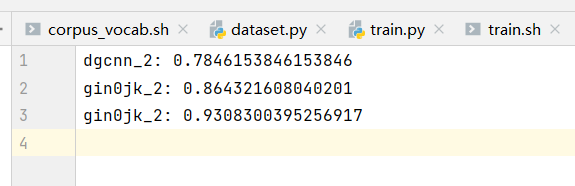 corpus_vocab.sh dataset.py train.py train.sh
1 dgcnn_2: 0.7846153846153846
2 gin0jk_2: 0.864321608040201
3 gin0jk_2: 0.9308300395256917
4